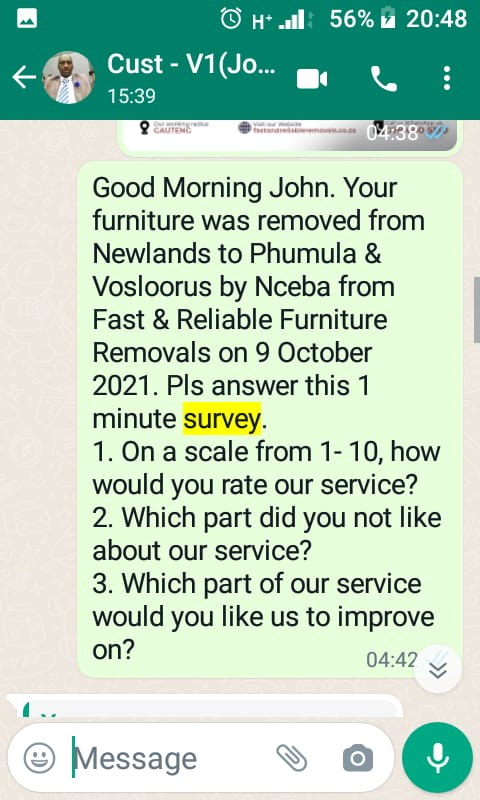 H+ 56% 20:48
Cust - V1(Jo...
15:39
Our working radius
GAUTENG
Visit our Website
fastandreliableremovals.co.za
04:38
Good Morning John. Your
furniture was removed from
Newlands to Phumula &
Vosloorus by Nceba from
Fast & Reliable Furniture
Removals on 9 October
2021. Pls answer this 1
minute survey.
1. On a scale from 1- 10, how
would you rate our service?
2. Which part did you not like
about our service?
3. Which part of our service
would you like us to improve
on?
04:42
Message